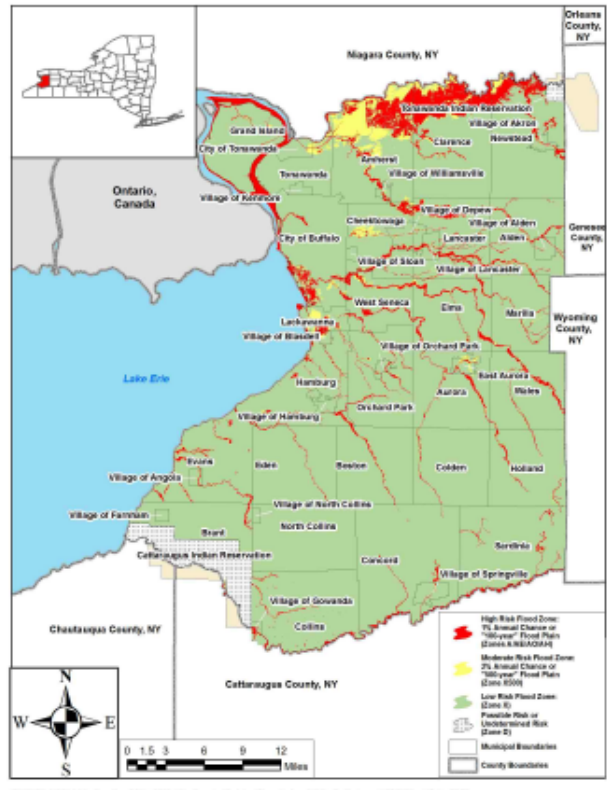 Orleans
County,
NY
Niagara County, NY
Tonawanda Indian Reservation
Village of Akron
Grand Island
Newstead
Clarence
City of Tonawanda
Amherst
Tonawanda
Village of Williamsville
Ontario,
Canada
Village of Kenmore
Village of Depew
Cheektowaga
Village of Alden
City of Buffalo
Lancaster
Alden
Genesee
County,
NY
Village of Sloan
Village of Lancaster
West Seneca
Elma
Marilla
Wyoming
County,
NY
Lackawanna
Village of Blasdell
Village of Orchard Park
Lake Erie
Hamburg
East Aurora
Aurora
Wales
Orchard Park
Village of Hamburg
Evans
Eden
Boston
Colden
Holland
Village of Angola
Village of North Collins
Village of Farnham
North Collins
Brant
Sardinia
Cattaraugus Indian Reservation
Concord
Village of Springville
Village of Gowanda
Collins
Chautauqua County, NY
Cattaraugus County, NY
High Risk Flood Zone:
1% Annual Chance or
"100-year" Flood Plain
(Zones A/AE/AO/AH)
Moderate Risk Flood Zone:
2% Annual Chance or
"500-year" Flood Plain
(Zone X500)
Low Risk Flood Zone:
(Zone X)
Possible Risk or
Undetermined Risk
(Zone D)
Municipal Boundaries
County Boundaries
N
W
E
S
0 1.5 3 6 9 12
Miles